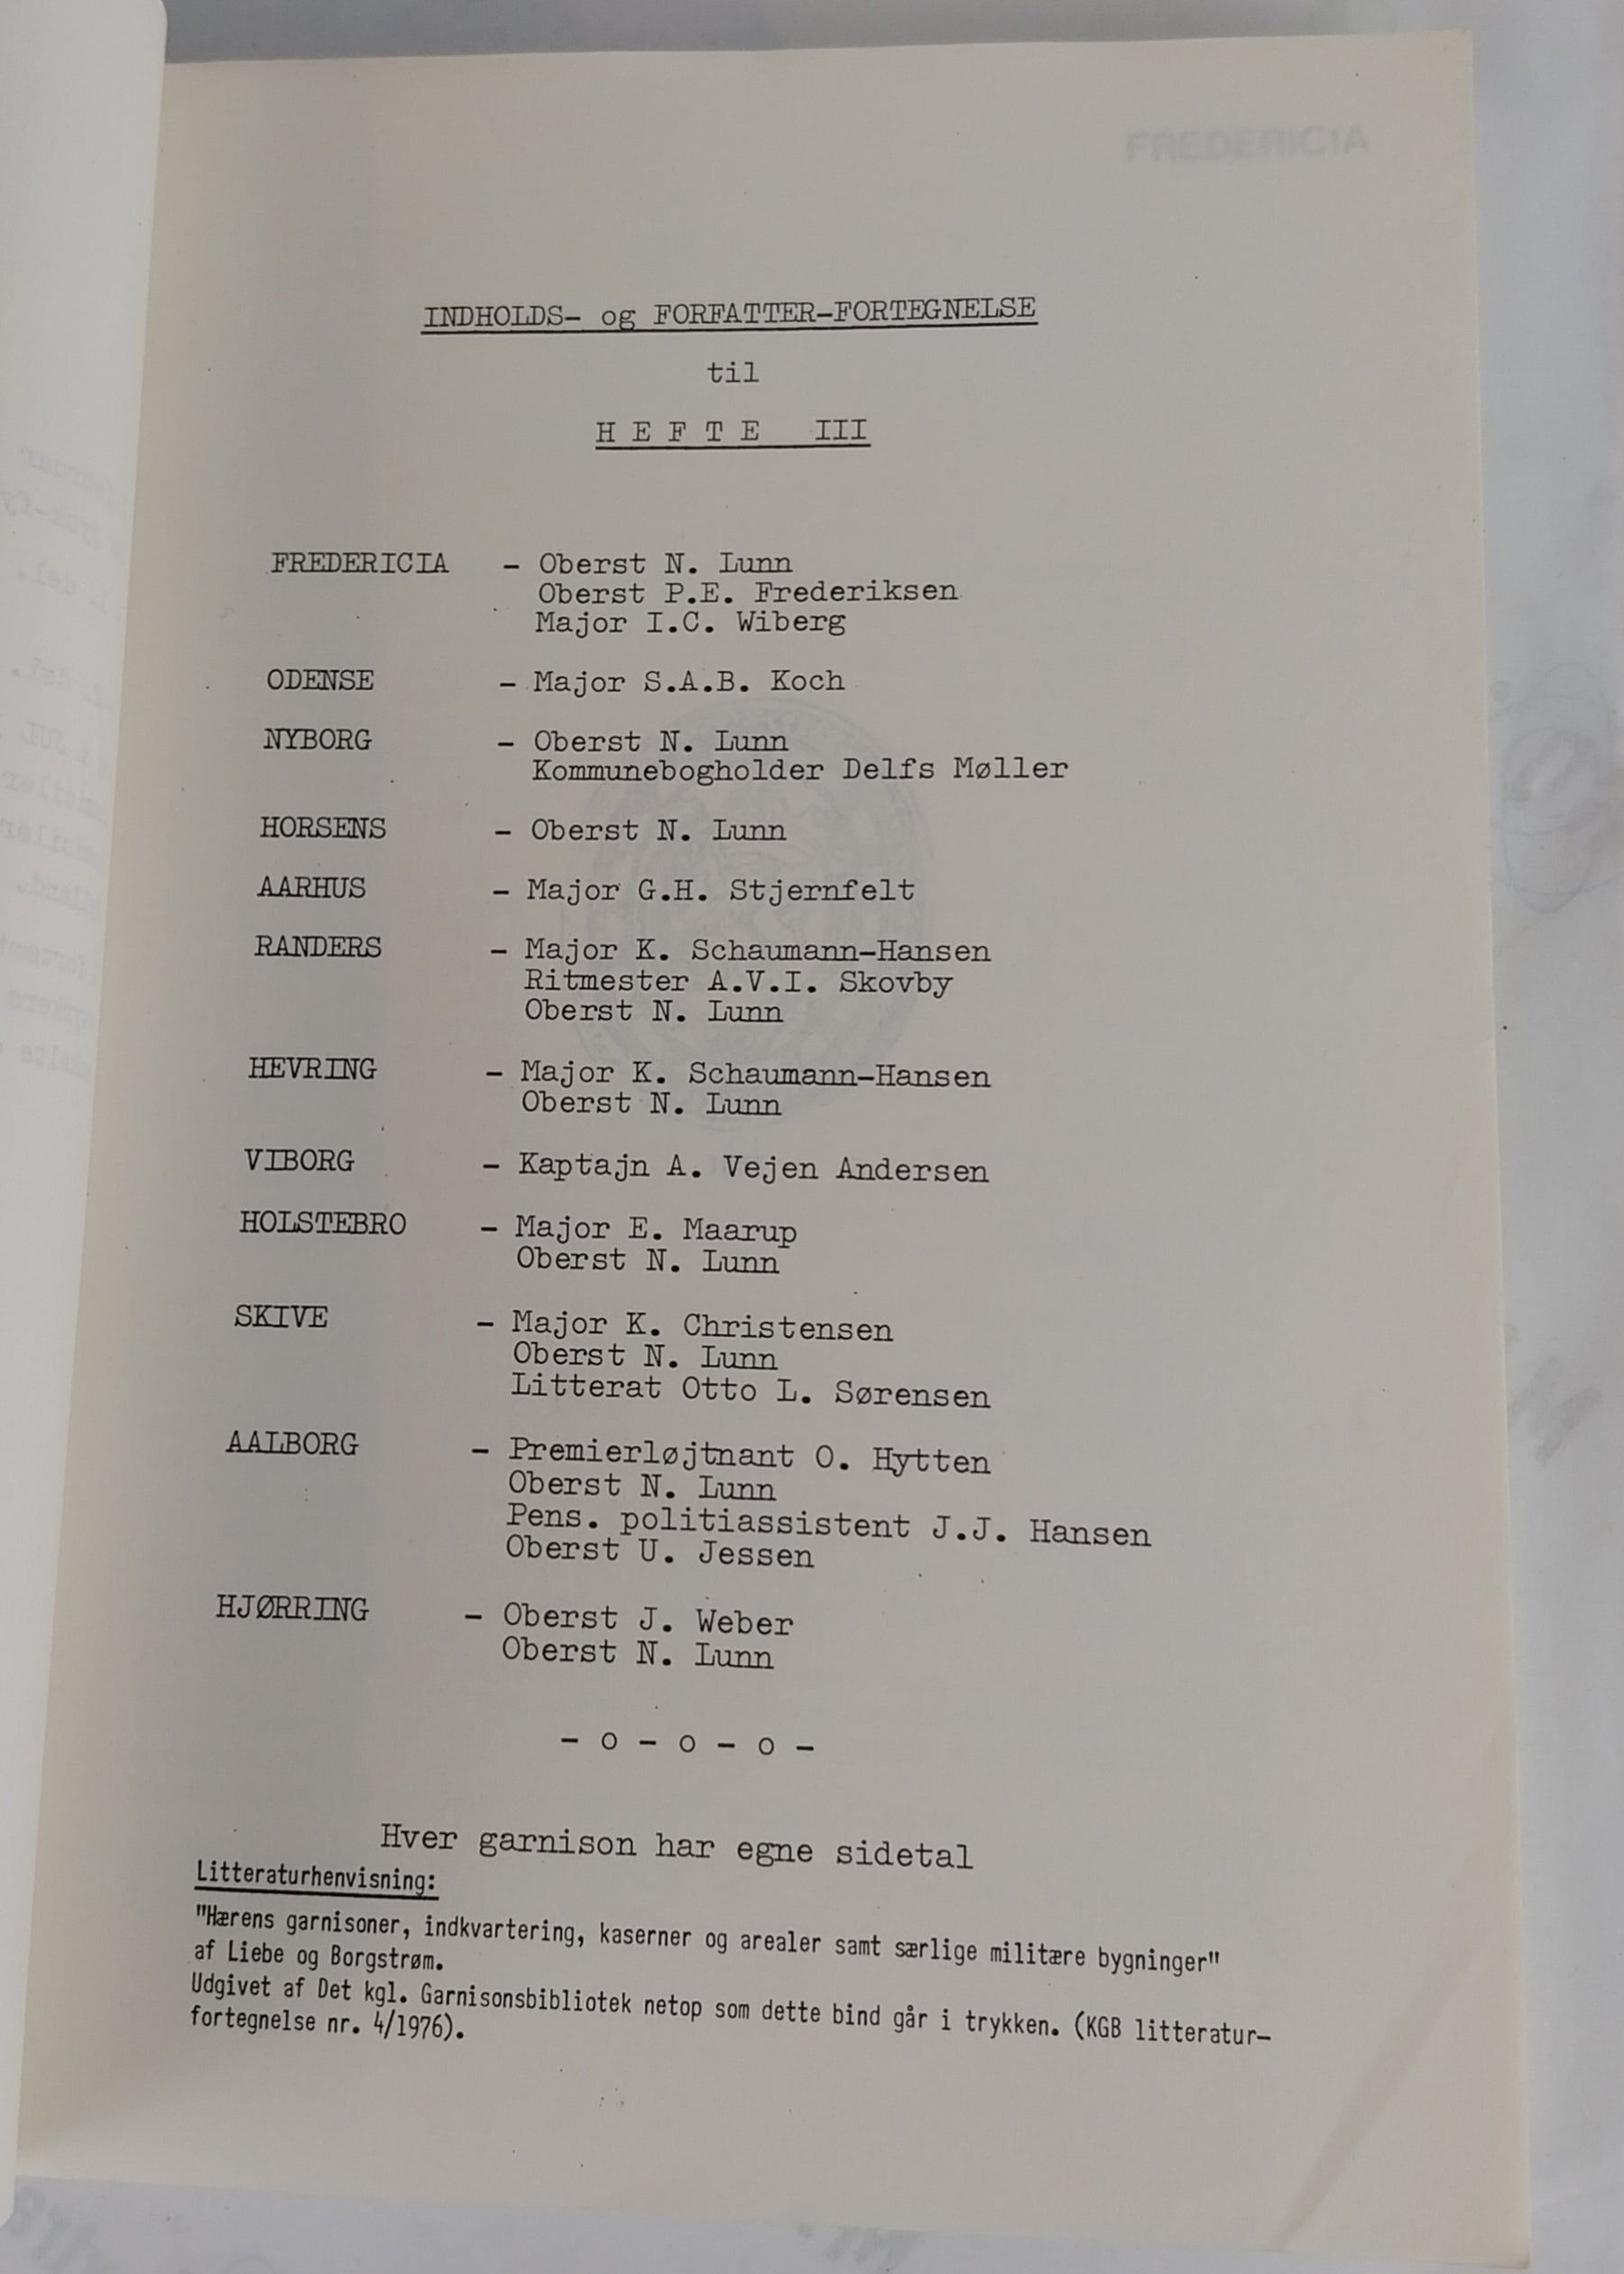 FREDERICIA
INDHOLDS- og FORFATTER-FORTEGNELSE
til
HEFTE III
FREDERICIA - Oberst N. Lunn
Oberst P.E. Frederiksen
Major I.C. Wiberg
ODENSE - Major S.A.B. Koch
NYBORG - Oberst N. Lunn
Kommunebogholder Delfs Møller
HORSENS - Oberst N. Lunn
AARHUS - Major G.H. Stjernfelt
RANDERS - Major K. Schaumann-Hansen
Ritmester A.V.I. Skovby
Oberst N. Lunn
HEVRING - Major K. Schaumann-Hansen
Oberst N. Lunn
VIBORG - Kaptajn A. Vejen Andersen
HOLSTEBRO - Major E. Maarup
Oberst N. Lunn
SKIVE - Major K. Christensen
Oberst N. Lunn
Litterat Otto L. Sørensen
AALBORG - Premierløjtnant O. Hytten
Oberst N. Lunn
Pens. politiassistent J.J. Hansen
Oberst U. Jessen
HJØRRING - Oberst J. Weber
Oberst N. Lunn
- o - o - o -
Hver garnison har egne sidetal
Litteraturhenvisning:
"Hærens garnisoner, indkvartering, kaserner og arealer samt særlige militære bygninger"
af Liebe og Borgstrøm.
Udgivet af Det kgl. Garnisonsbibliotek netop som dette bind går i trykken. (KGB litteratur-
fortegnelse nr. 4/1976).